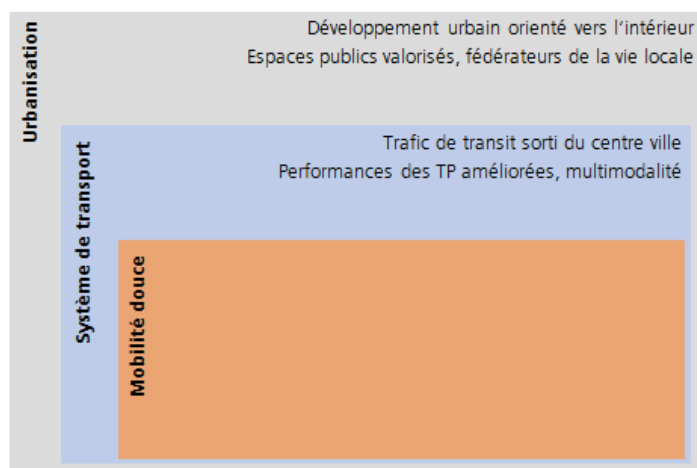 Urbanisation
Développement urbain orienté vers l'intérieur
Espaces publics valorisés, fédérateurs de la vie locale
Système de transport
Trafic de transit sorti du centre ville
Performances des TP améliorées, multimodalité
Mobilité douce